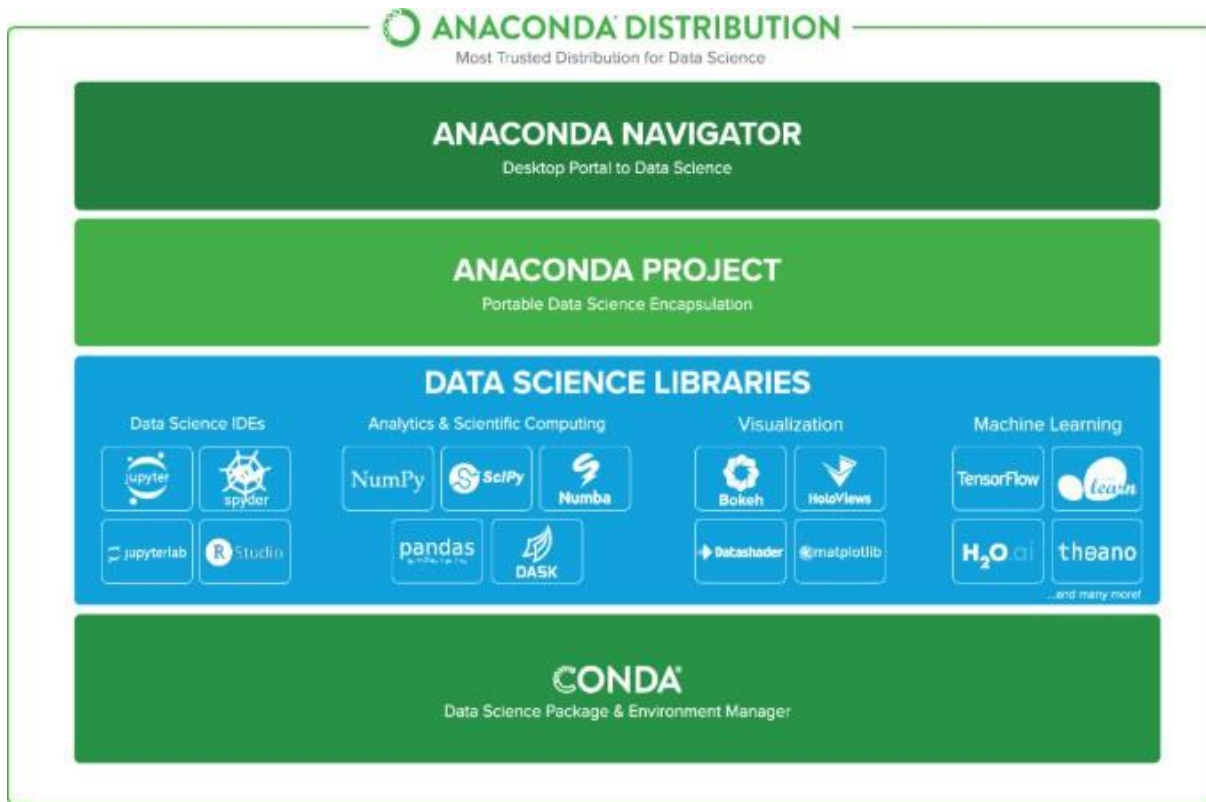 ANACONDA DISTRIBUTION
Most Trusted Distribution for Data Science
ANACONDA NAVIGATOR
Desktop Portal to Data Science
ANACONDA PROJECT
Portable Data Science Encapsulation
DATA SCIENCE LIBRARIES
Data Science IDEs
jupyter
spyder
jupyterlab
R Studio
Analytics & Scientific Computing
NumPy
SciPy
Numba
pandas
DASK
Visualization
Bokeh
HoloViews
Datashader
matplotlib
Machine Learning
TensorFlow
learn
H2O.ai
theano
...and many more!
CONDA
Data Science Package & Environment Manager